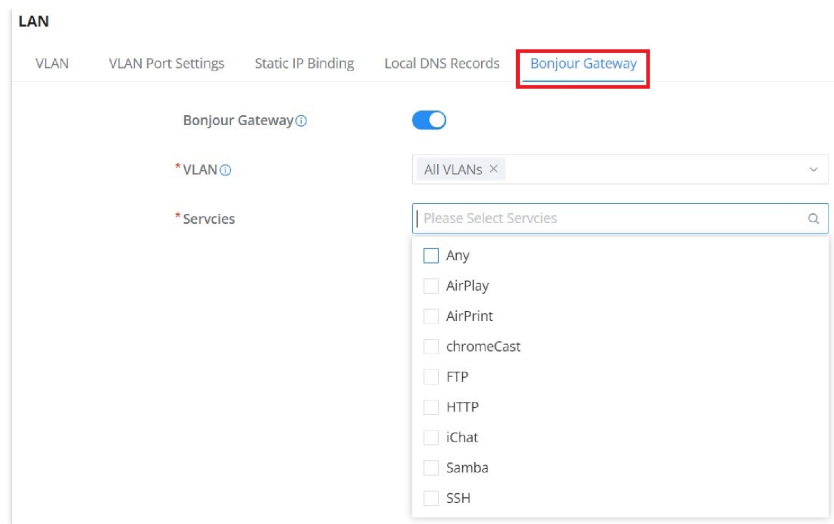 LAN
VLAN VLAN Port Settings Static IP Binding Local DNS Records Bonjour Gateway
Bonjour Gateway
*VLAN All VLANs ×
*Servcies Please Select Servcies
Any
AirPlay
AirPrint
chromeCast
FTP
HTTP
iChat
Samba
SSH